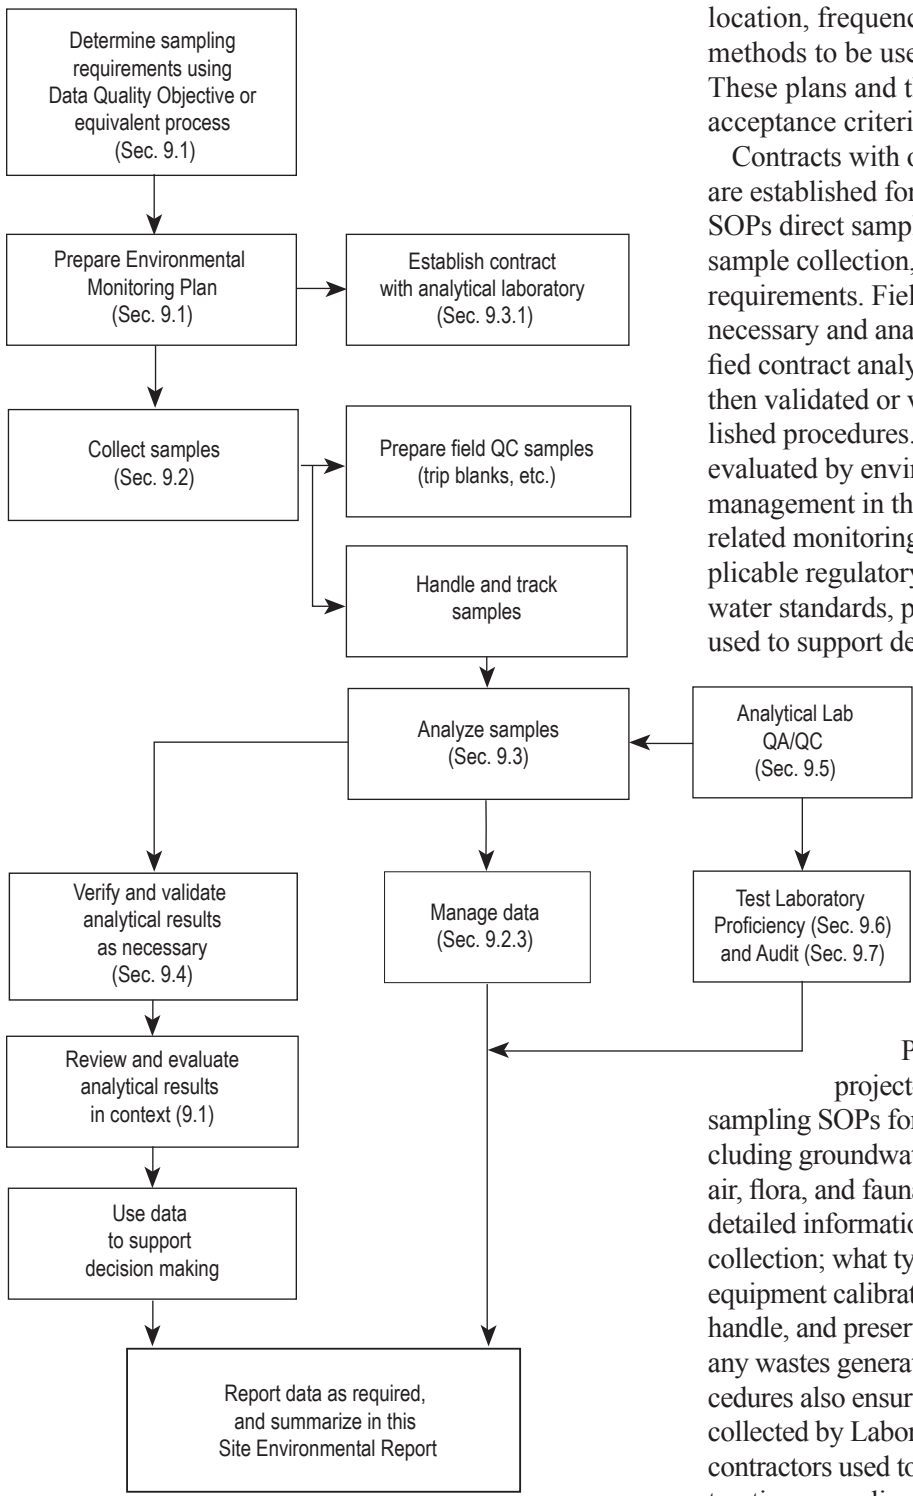 Determine sampling
requirements using
Data Quality Objective or
equivalent process
(Sec. 9.1)
Prepare Environmental
Monitoring Plan
(Sec. 9.1)
Establish contract
with analytical laboratory
(Sec. 9.3.1)
Collect samples
(Sec. 9.2)
Prepare field QC samples
(trip blanks, etc.)
Handle and track
samples
Analyze samples
(Sec. 9.3)
Analytical Lab
QA/QC
(Sec. 9.5)
Verify and validate
analytical results
as necessary
(Sec. 9.4)
Manage data
(Sec. 9.2.3)
Test Laboratory
Proficiency (Sec. 9.6)
and Audit (Sec. 9.7)
Review and evaluate
analytical results
in context (9.1)
Use data
to support
decision making
Report data as required,
and summarize in this
Site Environmental Report
location, frequenc
methods to be use
These plans and t
acceptance criteri
Contracts with o
are established for
SOPs direct sampl
sample collection,
requirements. Fiel
necessary and ana
fied contract analy
then validated or v
lished procedures.
evaluated by envir
management in th
related monitoring
plicable regulatory
water standards, p
used to support de
P
project
sampling SOPs for
cluding groundwat
air, flora, and fauna
detailed informatio
collection; what ty
equipment calibrat
handle, and preser
any wastes generat
cedures also ensur
collected by Labor
contractors used to